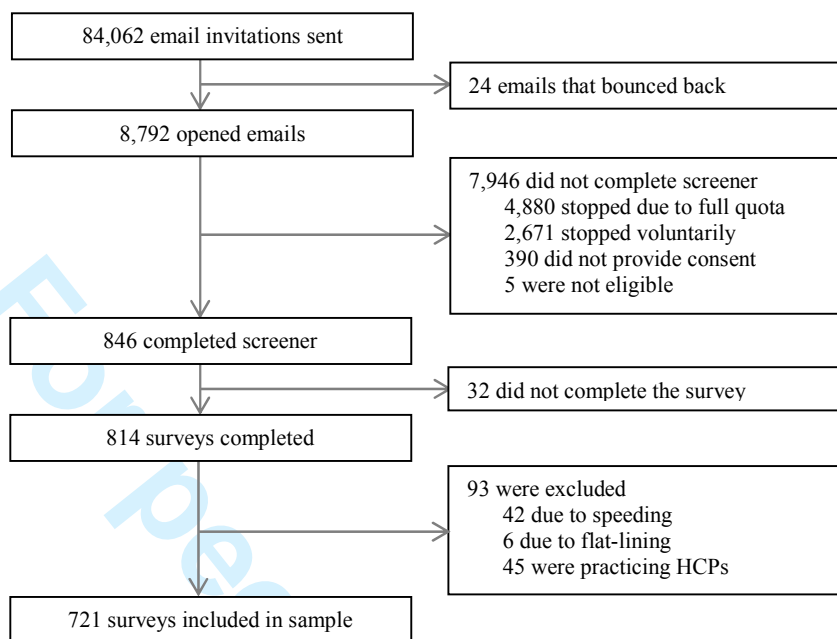 84,062 email invitations sent
24 emails that bounced back
8,792 opened emails
7,946 did not complete screener
4,880 stopped due to full quota
2,671 stopped voluntarily
390 did not provide consent
5 were not eligible
846 completed screener
32 did not complete the survey
814 surveys completed
93 were excluded
42 due to speeding
6 due to flat-lining
45 were practicing HCPs
721 surveys included in sample
For pee